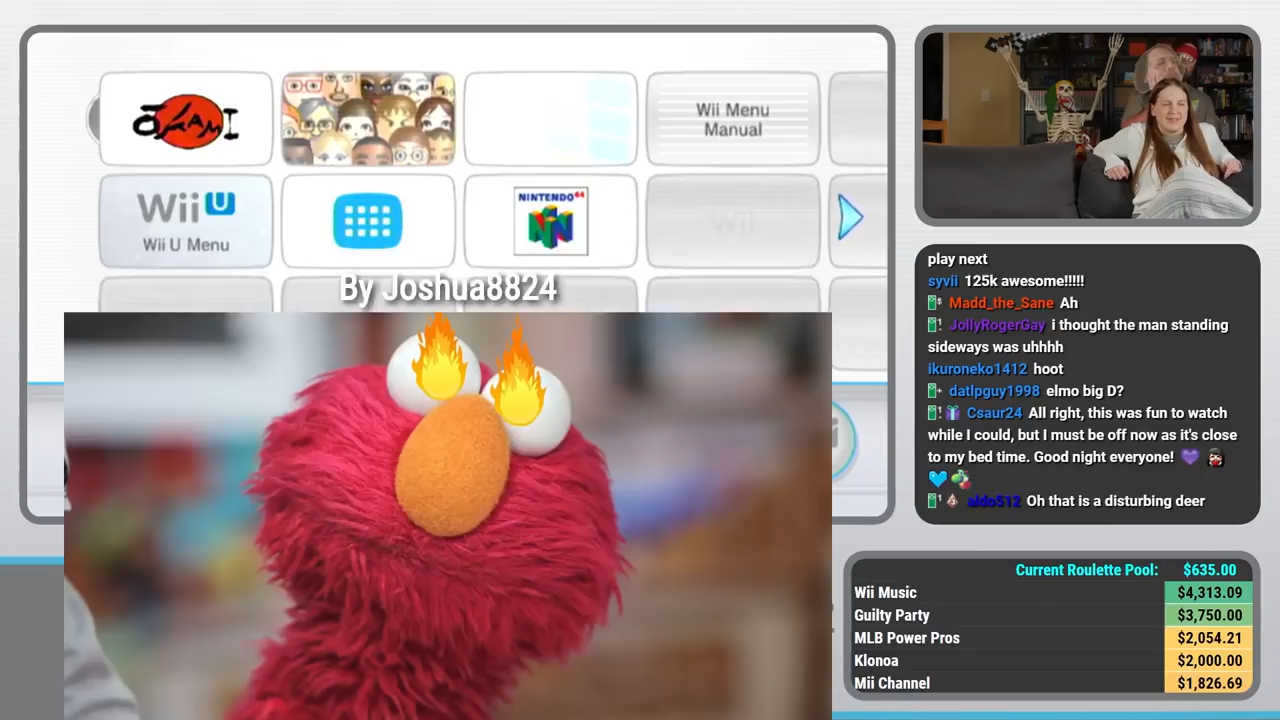 ŌKAMI
Wii Menu
Manual
Wii U
Wii U Menu
NINTENDO 64
Wii
By Joshua8824
play next
syvii 125k awesome!!!!!
Madd_the_Sane Ah
JollyRogerGay i thought the man standing
sideways was uhhhh
ikuroneko1412 hoot
datlpguy1998 elmo big D?
Csaur24 All right, this was fun to watch
while I could, but I must be off now as it's close
to my bed time. Good night everyone!
aldo512 Oh that is a disturbing deer
Current Roulette Pool: $635.00
Wii Music $4,313.09
Guilty Party $3,750.00
MLB Power Pros $2,054.21
Klonoa $2,000.00
Mii Channel $1,826.69